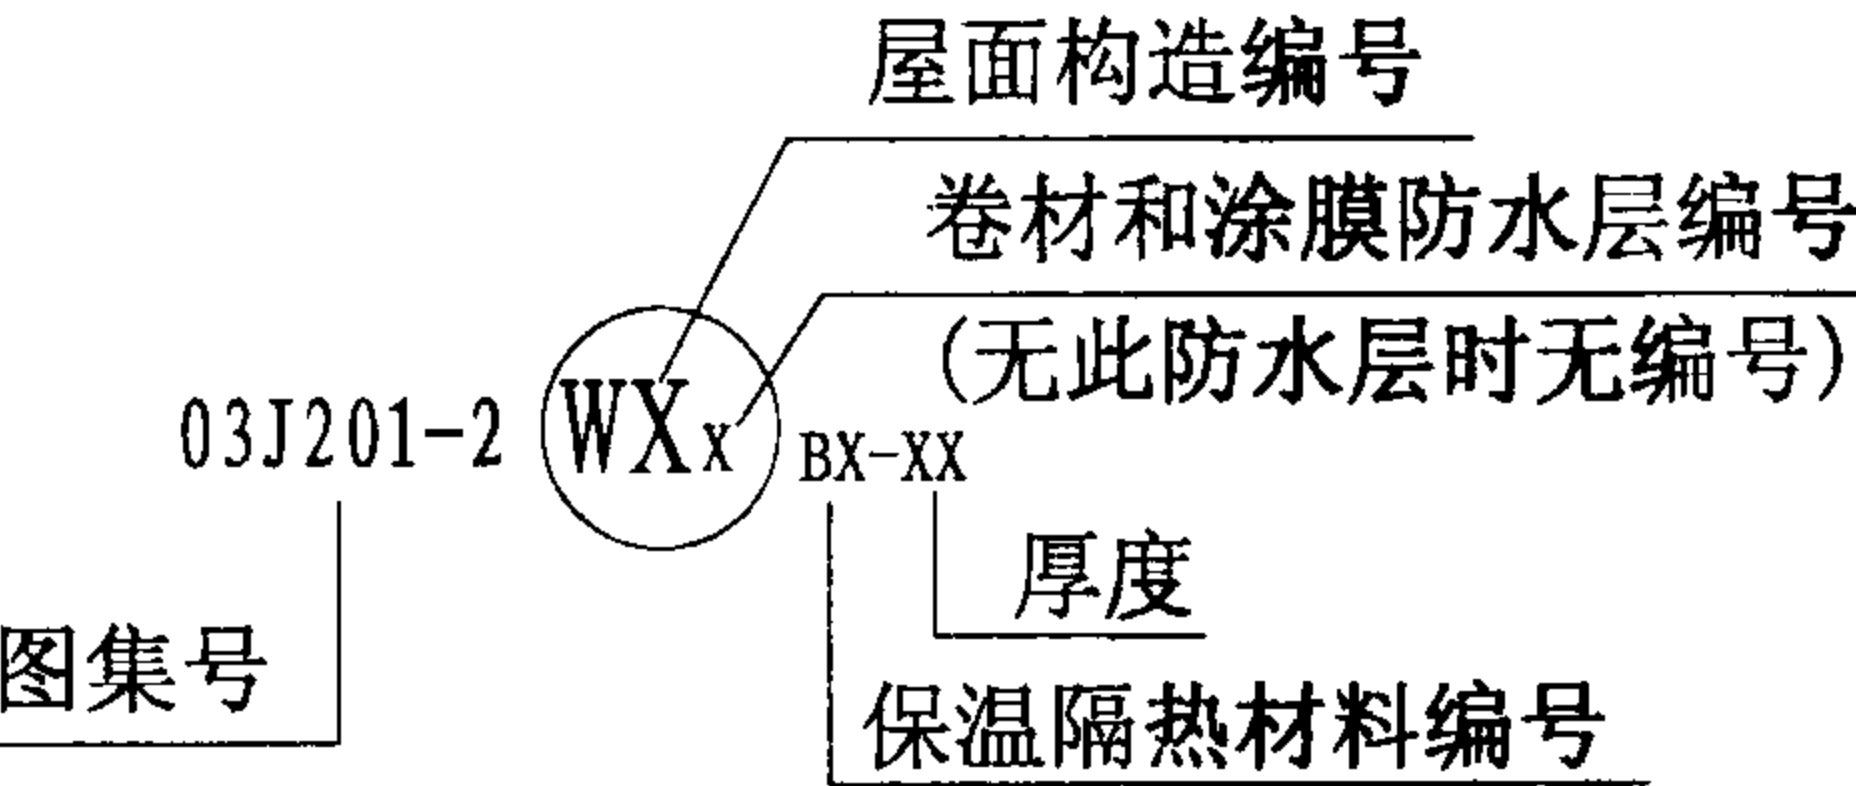 屋面构造编号
卷材和涂膜防水层编号
(无此防水层时无编号)
03J201-2 WXx BX-XX
厚度
图集号
保温隔热材料编号